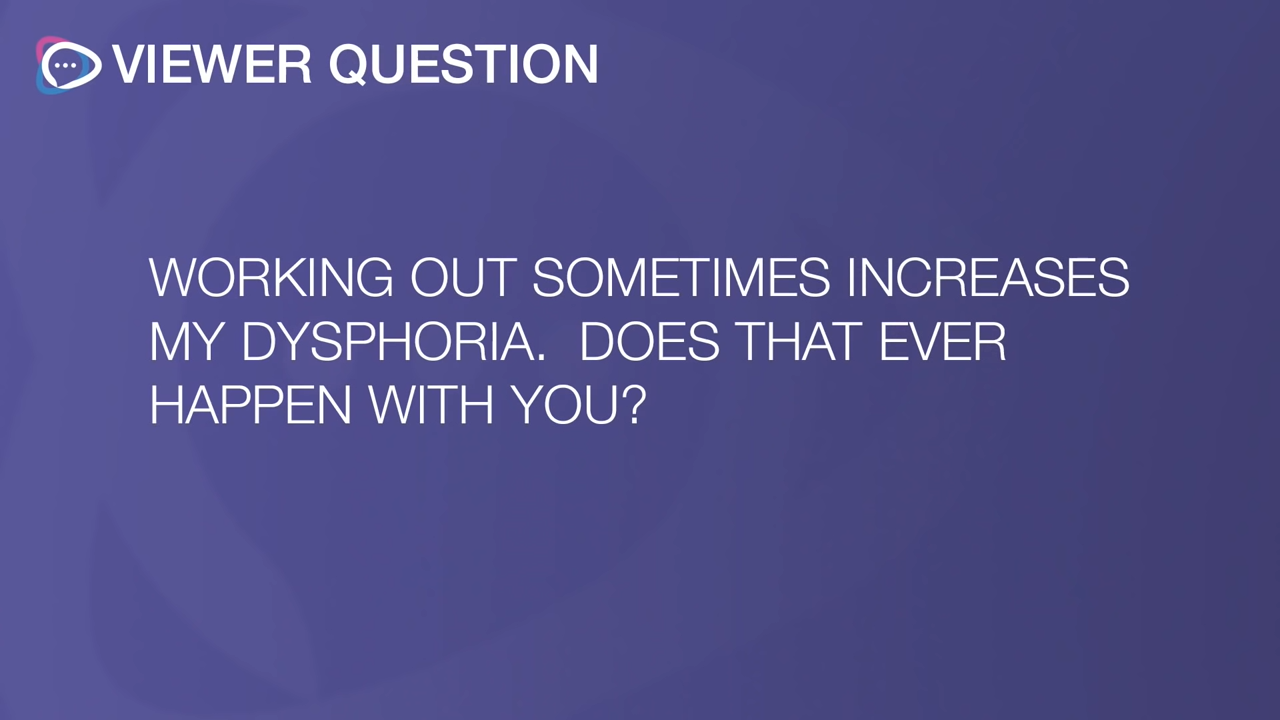 VIEWER QUESTION
WORKING OUT SOMETIMES INCREASES
MY DYSPHORIA.  DOES THAT EVER
HAPPEN WITH YOU?